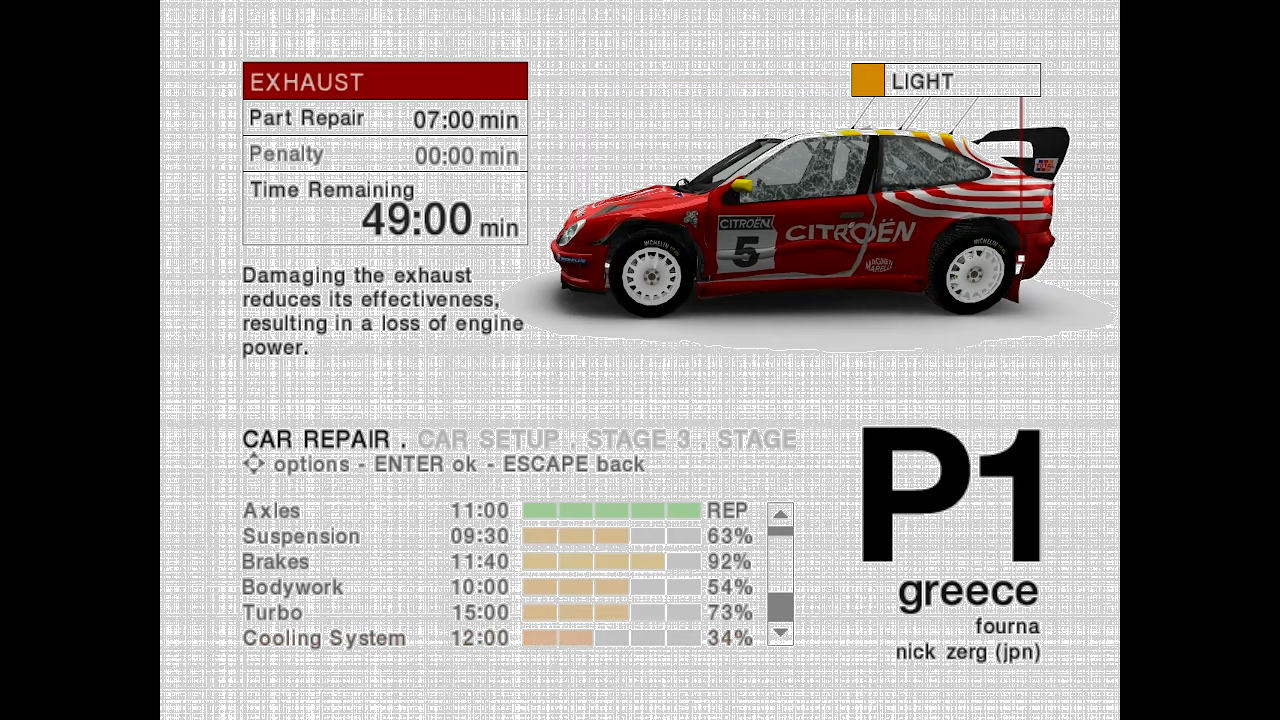 EXHAUST
Part Repair 07:00 min
Penalty 00:00 min
Time Remaining
49:00 min
Damaging the exhaust
reduces its effectiveness,
resulting in a loss of engine
power.
LIGHT
TOTAL
CITROËN
5
CITROËN
MAGNETI
MARELLI
MICHELIN
MICHELIN
CAR REPAIR . CAR SETUP . STAGE 3 . STAGE
options - ENTER ok - ESCAPE back
Axles 11:00 REP
Suspension 09:30 63%
Brakes 11:40 92%
Bodywork 10:00 54%
Turbo 15:00 73%
Cooling System 12:00 34%
P1
greece
fourna
nick zerg (jpn)